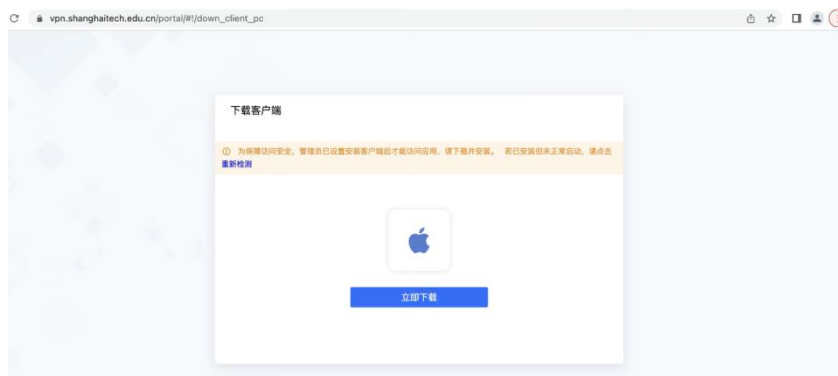 vpn.shanghaitech.edu.cn/portal/#!/down_client_pc
下载客户端
为保障访问安全，管理员已设置安装客户端后才能访问应用，请下载并安装。 若已安装但未正常启动，请点击
重新检测
立即下载